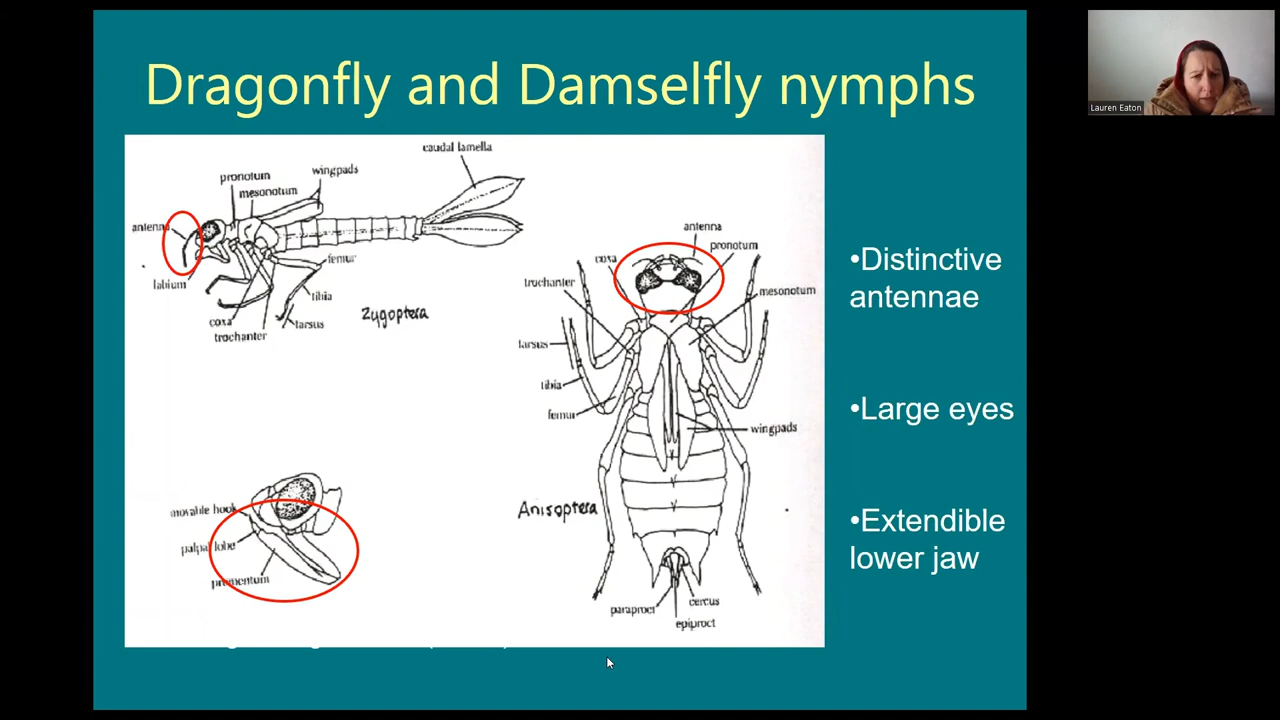 Dragonfly and Damselfly nymphs
Lauren Eaton
caudal lamella
wingpads
pronotum
mesonotum
antenna
labium
femur
tibia
tarsus
coxa
trochanter
Zygoptera
antenna
pronotum
coxa
trochanter
mesonotum
tarsus
tibia
femur
wingpads
Anisoptera
paraproct
cercus
epiproct
movable hook
palpal lobe
prementum
•Distinctive
antennae
•Large eyes
•Extendible
lower jaw